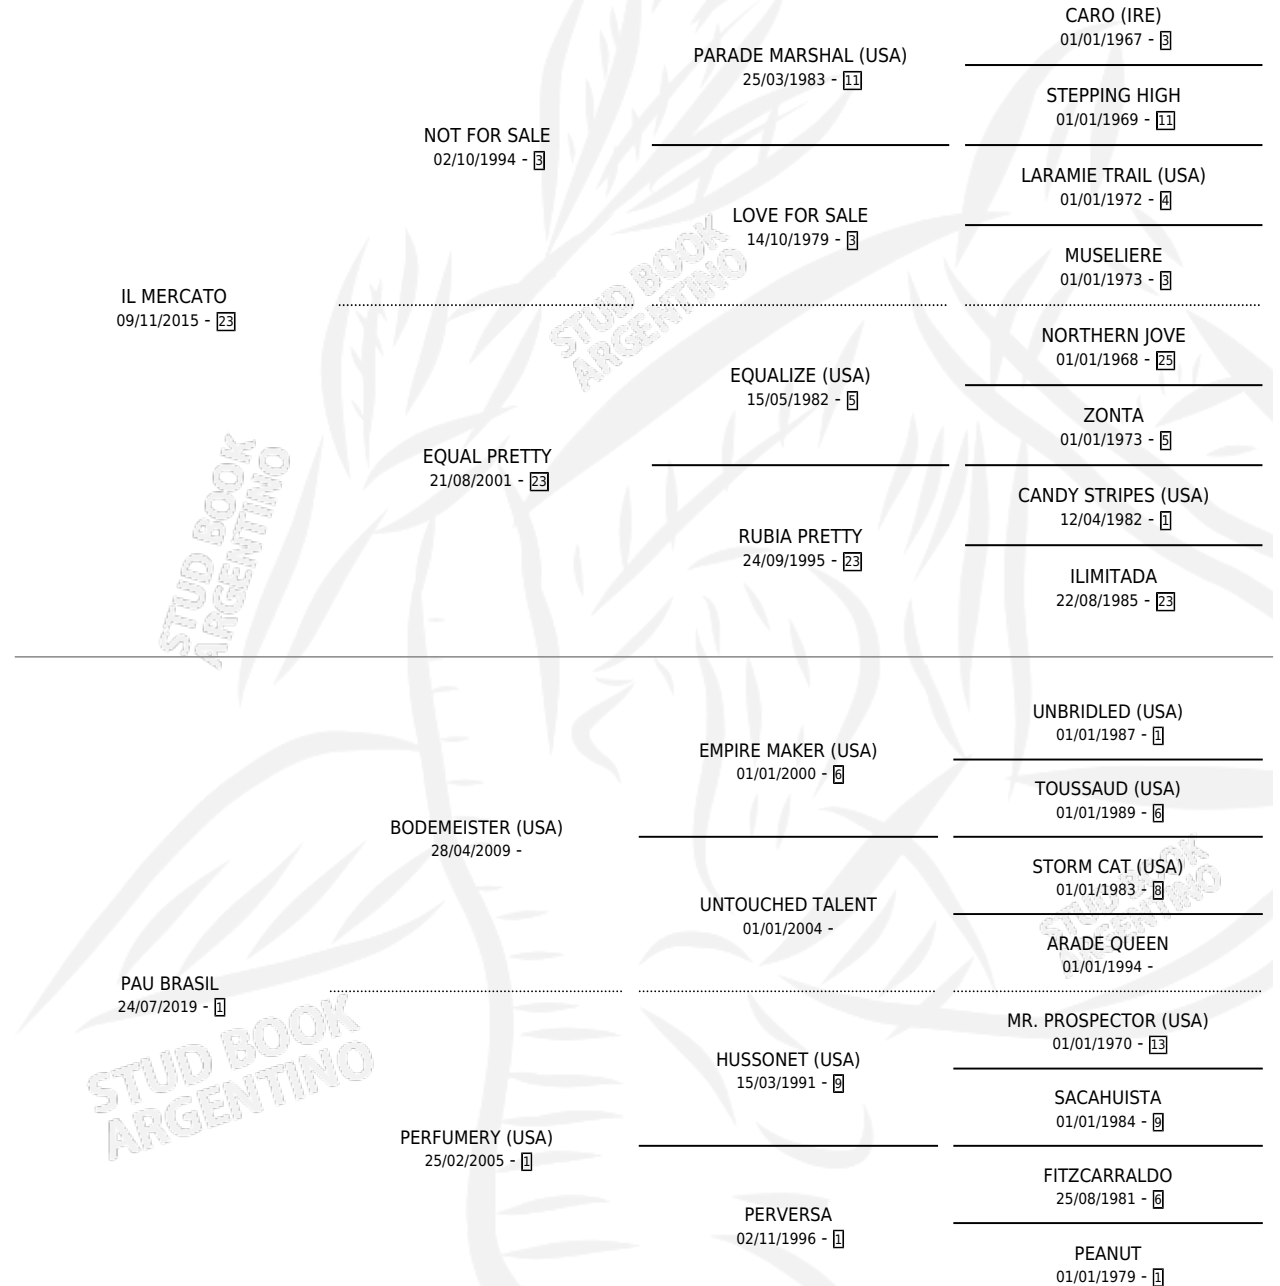 CARO (IRE)
01/01/1967 - 3
PARADE MARSHAL (USA)
25/03/1983 - 11
STEPPING HIGH
01/01/1969 - 11
NOT FOR SALE
02/10/1994 - 3
LARAMIE TRAIL (USA)
01/01/1972 - 4
LOVE FOR SALE
14/10/1979 - 3
MUSELIERE
01/01/1973 - 3
STUD BOOK
ARGENTINO
IL MERCATO
09/11/2015 - 23
NORTHERN JOVE
01/01/1968 - 25
EQUALIZE (USA)
15/05/1982 - 5
ZONTA
01/01/1973 - 5
EQUAL PRETTY
21/08/2001 - 23
CANDY STRIPES (USA)
12/04/1982 - 1
RUBIA PRETTY
24/09/1995 - 23
ILIMITADA
22/08/1985 - 23
STUD BOOK
ARGENTINO
UNBRIDLED (USA)
01/01/1987 - 1
EMPIRE MAKER (USA)
01/01/2000 - 6
TOUSSAUD (USA)
01/01/1989 - 6
BODEMEISTER (USA)
28/04/2009 -
STORM CAT (USA)
01/01/1983 - 8
UNTOUCHED TALENT
01/01/2004 -
STUD BOOK
ARGENTINO
ARADE QUEEN
01/01/1994 -
PAU BRASIL
24/07/2019 - 1
MR. PROSPECTOR (USA)
01/01/1970 - 13
HUSSONET (USA)
15/03/1991 - 9
STUD BOOK
ARGENTINO
SACAHUISTA
01/01/1984 - 9
PERFUMERY (USA)
25/02/2005 - 1
FITZCARRALDO
25/08/1981 - 6
PERVERSA
02/11/1996 - 1
PEANUT
01/01/1979 - 1